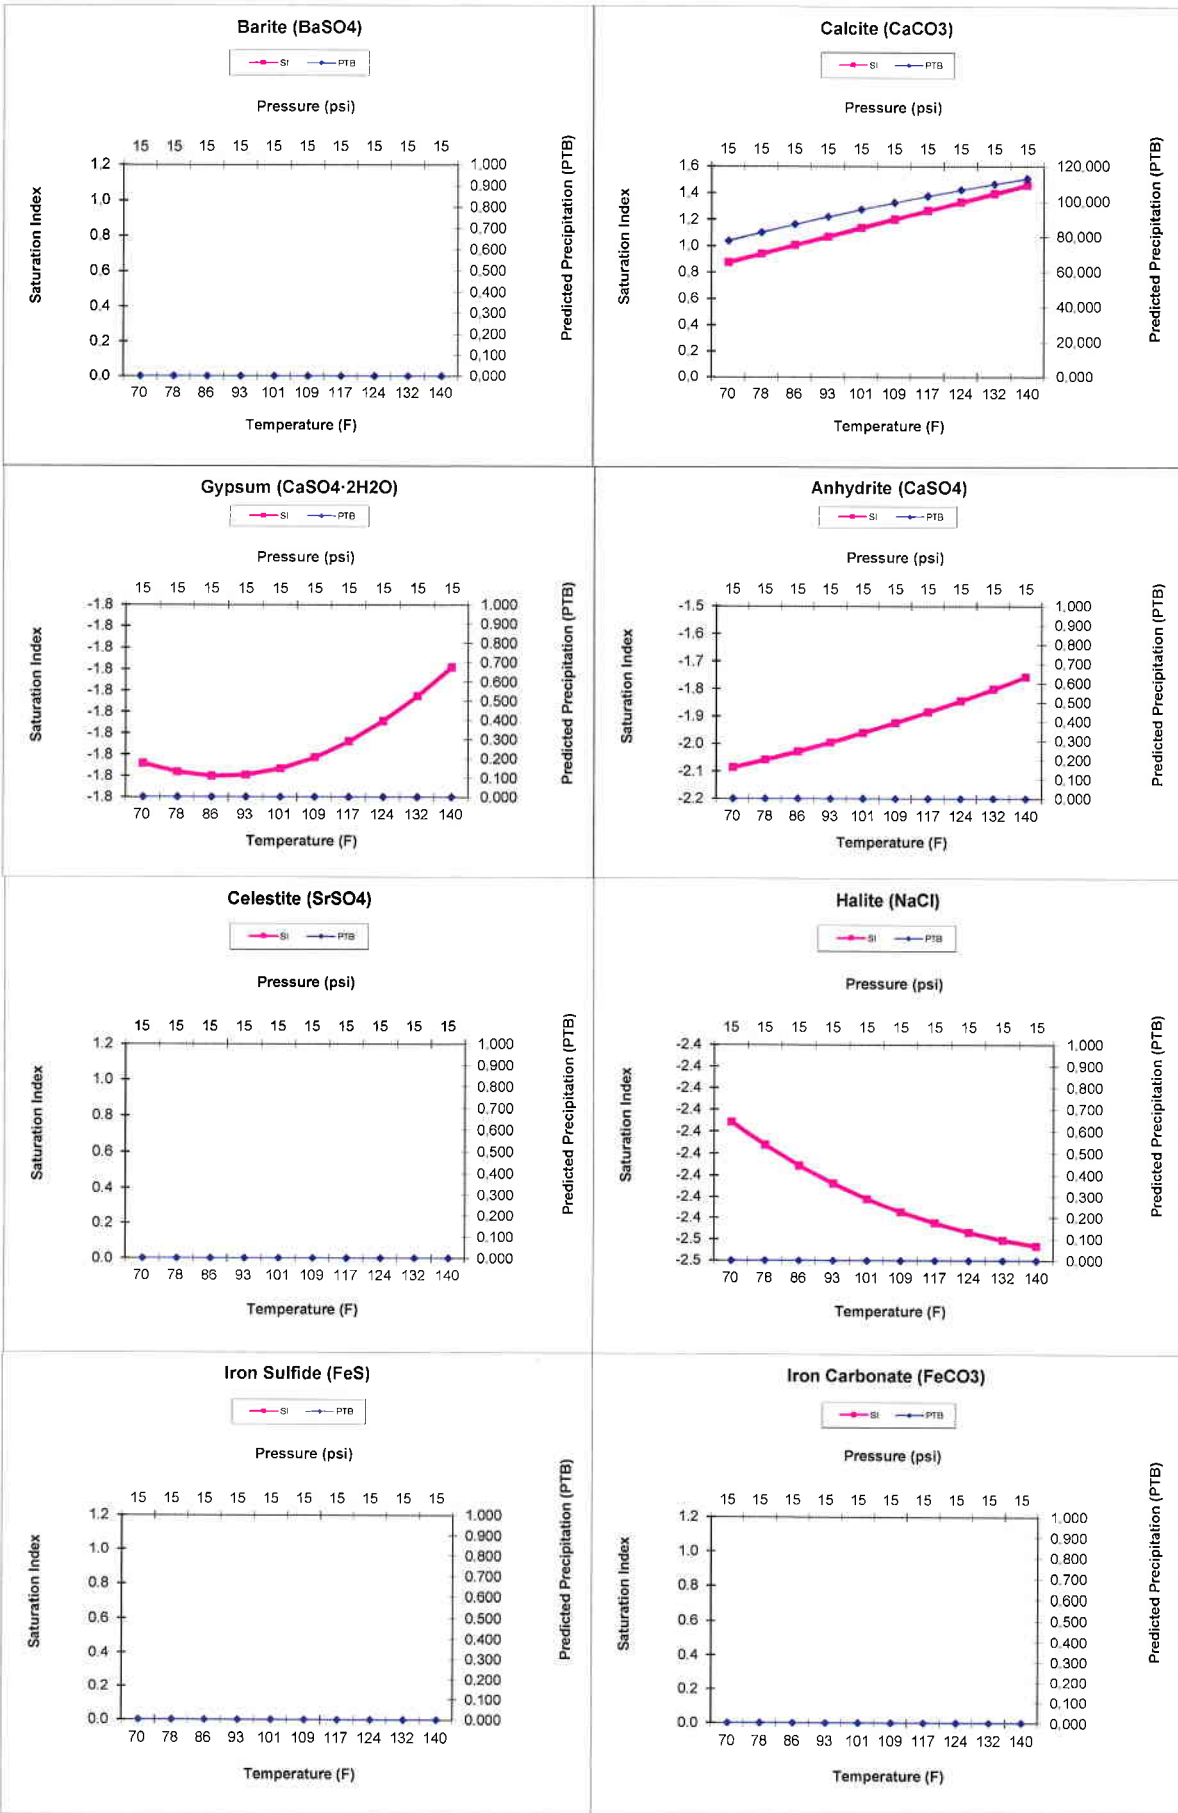 Barite (BaSO4)
SI PTB
Pressure (psi)
15 15 15 15 15 15 15 15 15 15
Saturation Index
1.2
1.0
0.8
0.6
0.4
0.2
0.0
1.000
0.900
0.800
0.700
0.600
0.500
0.400
0.300
0.200
0.100
0.000
Predicted Precipitation (PTB)
70 78 86 93 101 109 117 124 132 140
Temperature (F)
Calcite (CaCO3)
SI PTB
Pressure (psi)
15 15 15 15 15 15 15 15 15 15
Saturation Index
1.6
1.4
1.2
1.0
0.8
0.6
0.4
0.2
0.0
120.000
100.000
80.000
60.000
40.000
20.000
0.000
Predicted Precipitation (PTB)
70 78 86 93 101 109 117 124 132 140
Temperature (F)
Gypsum (CaSO4·2H2O)
SI PTB
Pressure (psi)
15 15 15 15 15 15 15 15 15 15
Saturation Index
-1.8
-1.8
-1.8
-1.8
-1.8
-1.8
-1.8
-1.8
-1.8
-1.8
1.000
0.900
0.800
0.700
0.600
0.500
0.400
0.300
0.200
0.100
0.000
Predicted Precipitation (PTB)
70 78 86 93 101 109 117 124 132 140
Temperature (F)
Anhydrite (CaSO4)
SI PTB
Pressure (psi)
15 15 15 15 15 15 15 15 15 15
Saturation Index
-1.5
-1.6
-1.7
-1.8
-1.9
-2.0
-2.1
-2.2
1.000
0.900
0.800
0.700
0.600
0.500
0.400
0.300
0.200
0.100
0.000
Predicted Precipitation (PTB)
70 78 86 93 101 109 117 124 132 140
Temperature (F)
Celestite (SrSO4)
SI PTB
Pressure (psi)
15 15 15 15 15 15 15 15 15 15
Saturation Index
1.2
1.0
0.8
0.6
0.4
0.2
0.0
1.000
0.900
0.800
0.700
0.600
0.500
0.400
0.300
0.200
0.100
0.000
Predicted Precipitation (PTB)
70 78 86 93 101 109 117 124 132 140
Temperature (F)
Halite (NaCl)
SI PTB
Pressure (psi)
15 15 15 15 15 15 15 15 15 15
Saturation Index
-2.4
-2.4
-2.4
-2.4
-2.4
-2.4
-2.4
-2.4
-2.4
-2.5
-2.5
1.000
0.900
0.800
0.700
0.600
0.500
0.400
0.300
0.200
0.100
0.000
Predicted Precipitation (PTB)
70 78 86 93 101 109 117 124 132 140
Temperature (F)
Iron Sulfide (FeS)
SI PTB
Pressure (psi)
15 15 15 15 15 15 15 15 15 15
Saturation Index
1.2
1.0
0.8
0.6
0.4
0.2
0.0
1.000
0.900
0.800
0.700
0.600
0.500
0.400
0.300
0.200
0.100
0.000
Predicted Precipitation (PTB)
70 78 86 93 101 109 117 124 132 140
Temperature (F)
Iron Carbonate (FeCO3)
SI PTB
Pressure (psi)
15 15 15 15 15 15 15 15 15 15
Saturation Index
1.2
1.0
0.8
0.6
0.4
0.2
0.0
1.000
0.900
0.800
0.700
0.600
0.500
0.400
0.300
0.200
0.100
0.000
Predicted Precipitation (PTB)
70 78 86 93 101 109 117 124 132 140
Temperature (F)